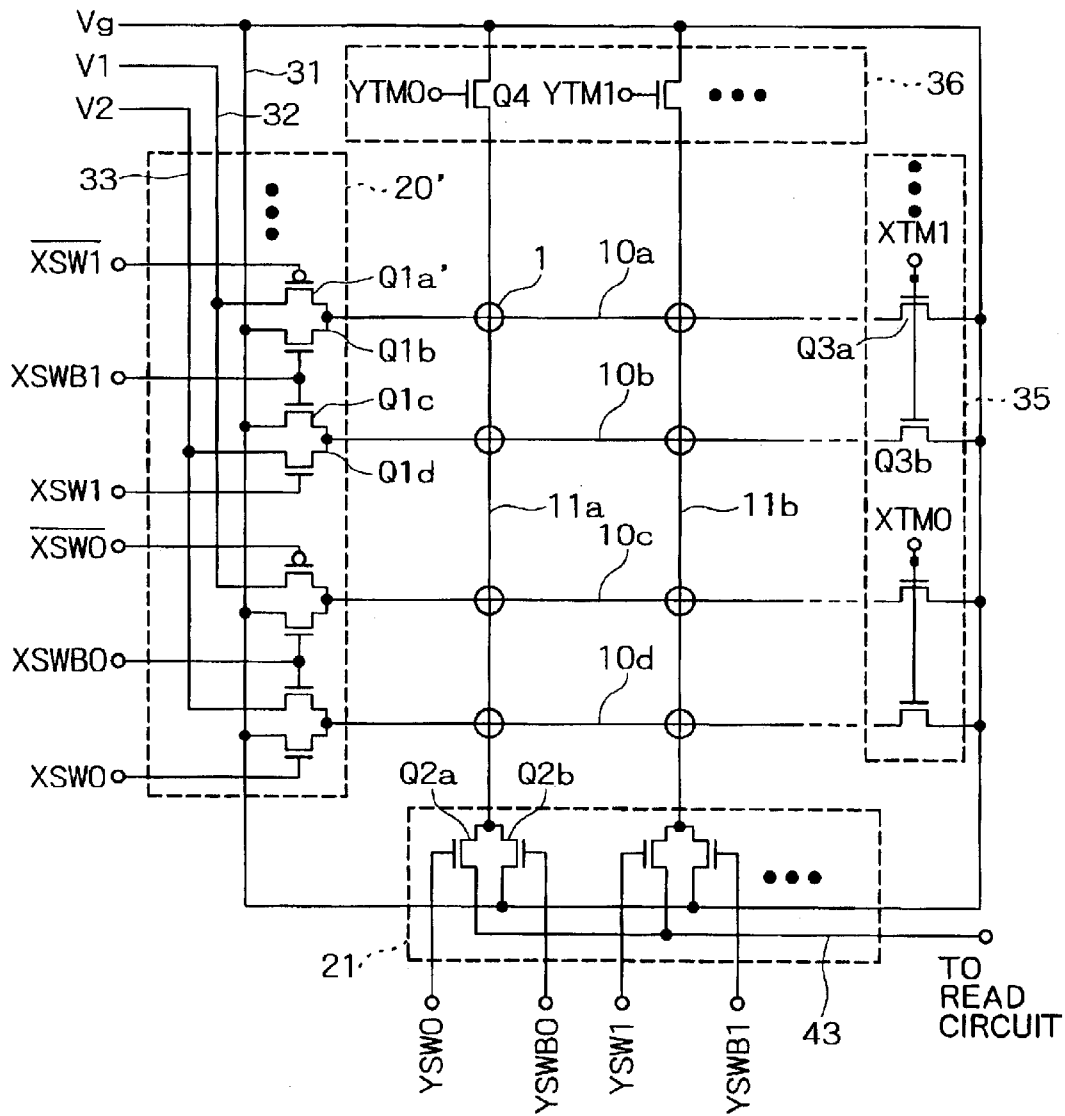 Vg
V1
V2
31
32
33
YTM0
Q4
YTM1
36
20'
X̅S̅W̅1̅
Q1a'
Q1b
XSWB1
Q1c
Q1d
XSW1
X̅S̅W̅0̅
XSWB0
XSW0
1
10a
10b
11a
11b
10c
10d
XTM1
Q3a
35
Q3b
XTM0
Q2a
Q2b
21
43
TO
READ
CIRCUIT
YSW0
YSWB0
YSW1
YSWB1